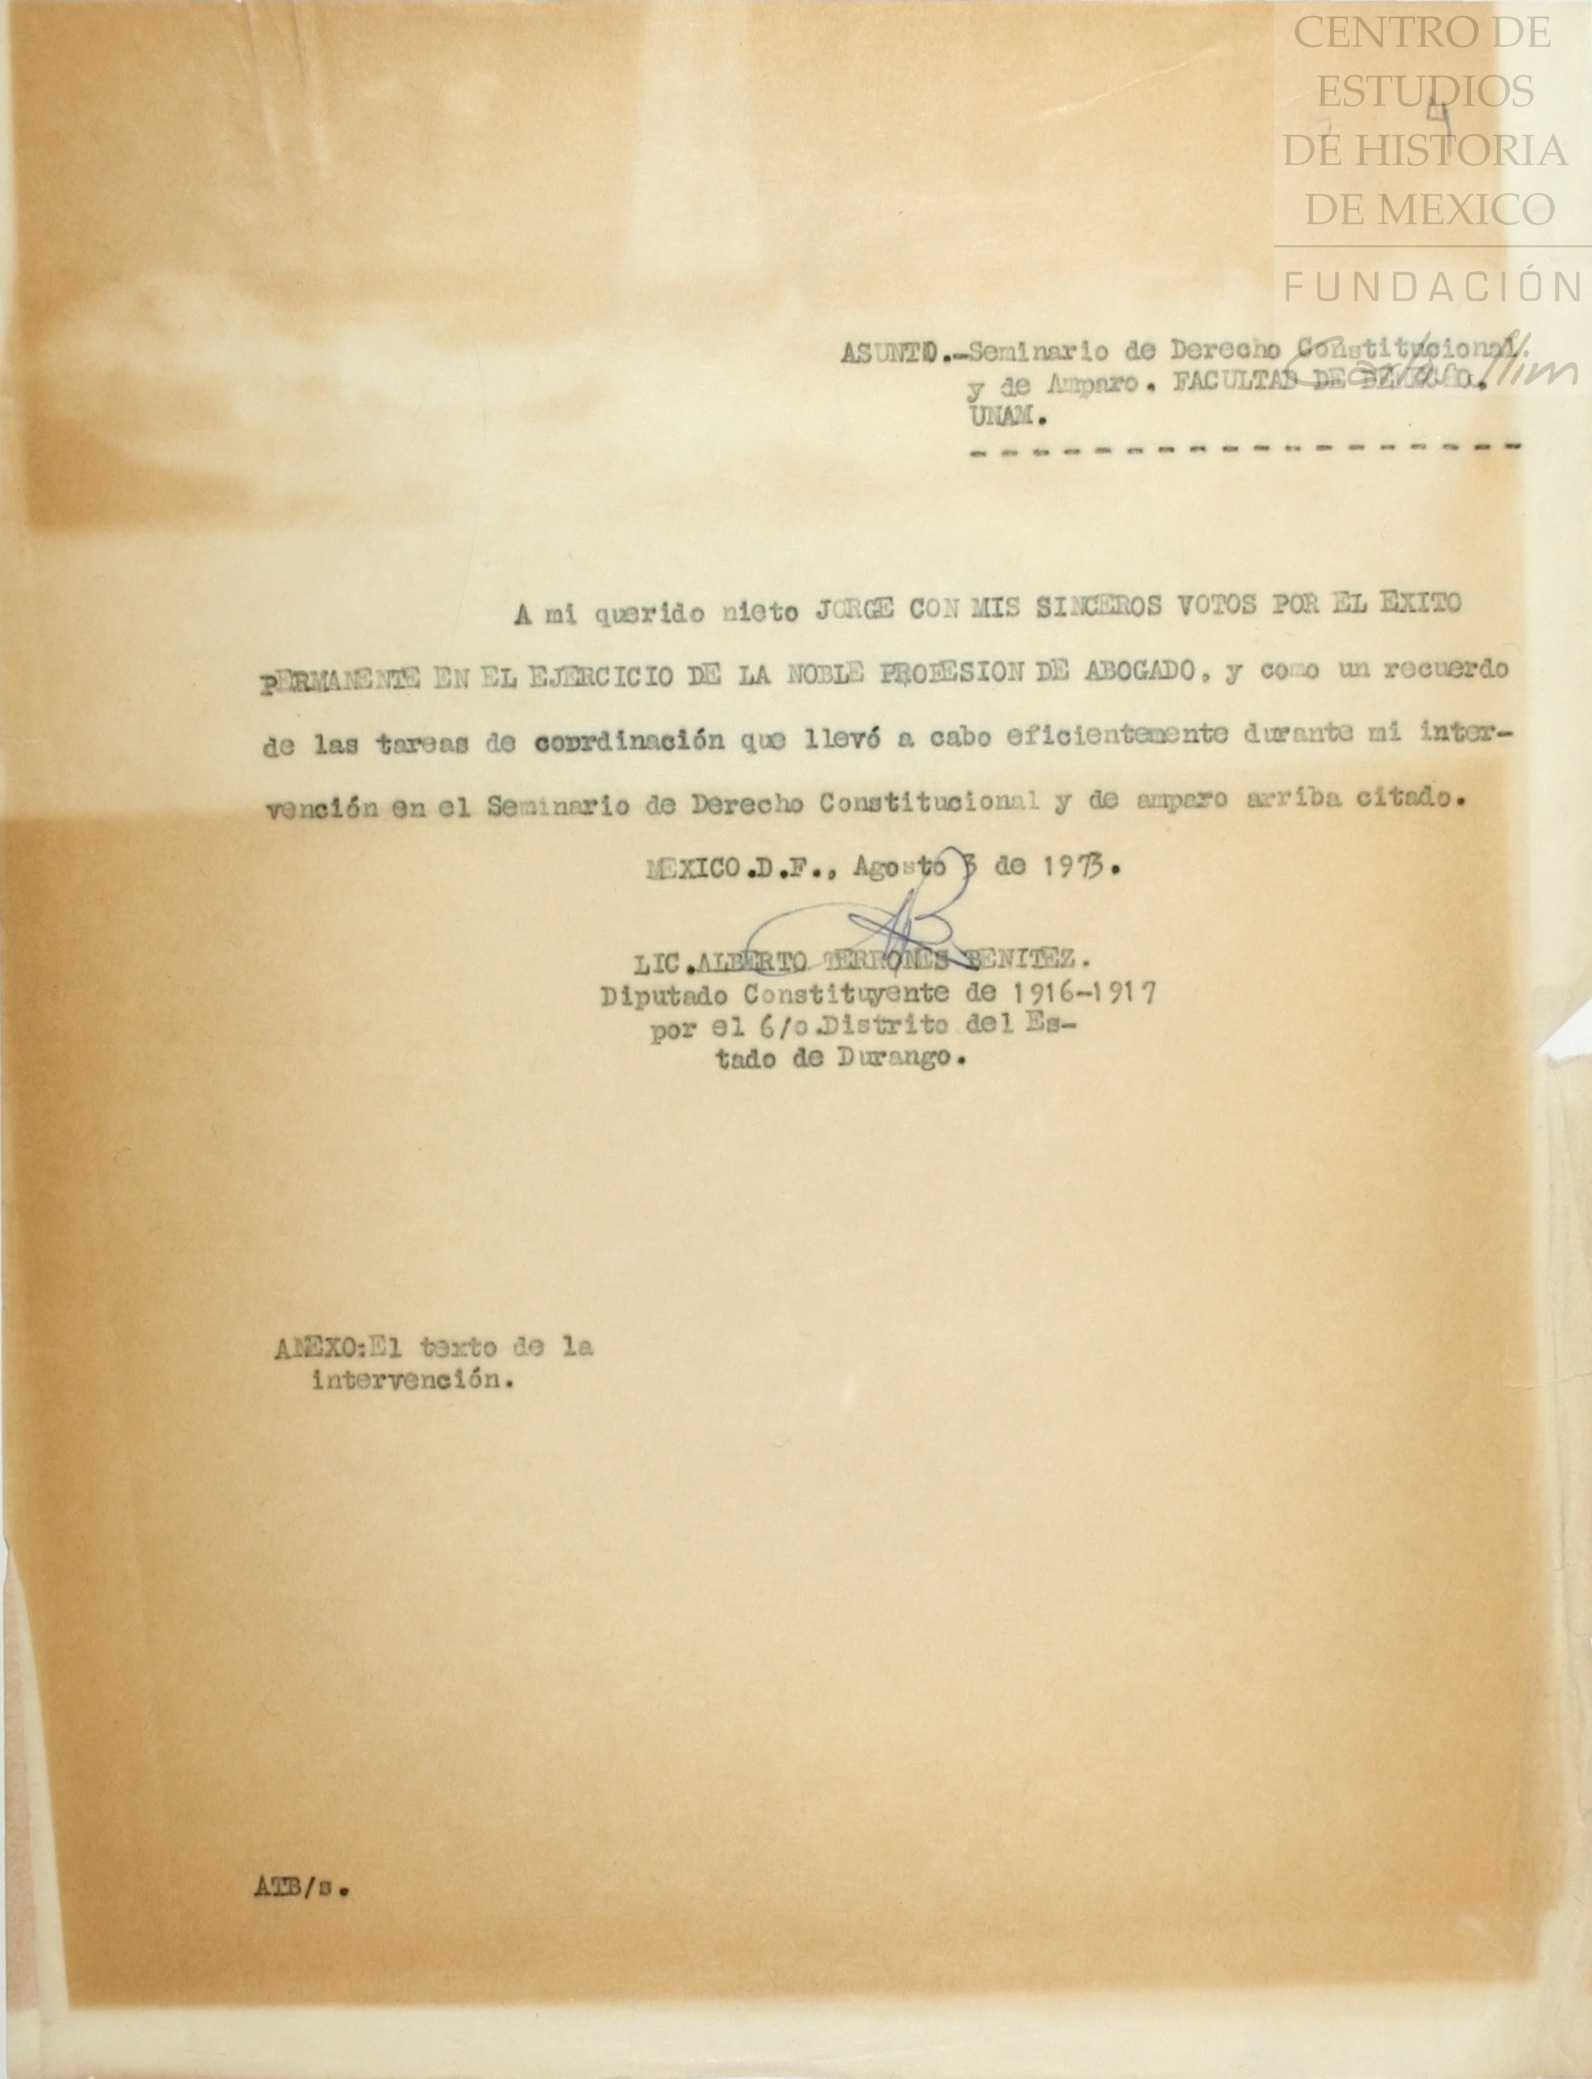 CENTRO DE
ESTUDIOS
DE HISTORIA
DE MEXICO
FUNDACIÓN
Carlos Slim
4
ASUNTO.-Seminario de Derecho Constitucional
y de Amparo. FACULTAD DE DERECHO.
UNAM.
- - - - - - - - - - - - - - - - - -
A mi querido nieto JORGE CON MIS SINCEROS VOTOS POR EL EXITO
PERMANENTE EN EL EJERCICIO DE LA NOBLE PROFESION DE ABOGADO, y como un recuerdo
de las tareas de coordinación que llevó a cabo eficientemente durante mi inter-
vención en el Seminario de Derecho Constitucional y de amparo arriba citado.
MEXICO.D.F., Agosto 3 de 1973.
LIC.ALBERTO TERRONES BENITEZ.
Diputado Constituyente de 1916-1917
por el 6/o.Distrito del Es-
tado de Durango.
ANEXO:El texto de la
intervención.
ATB/s.